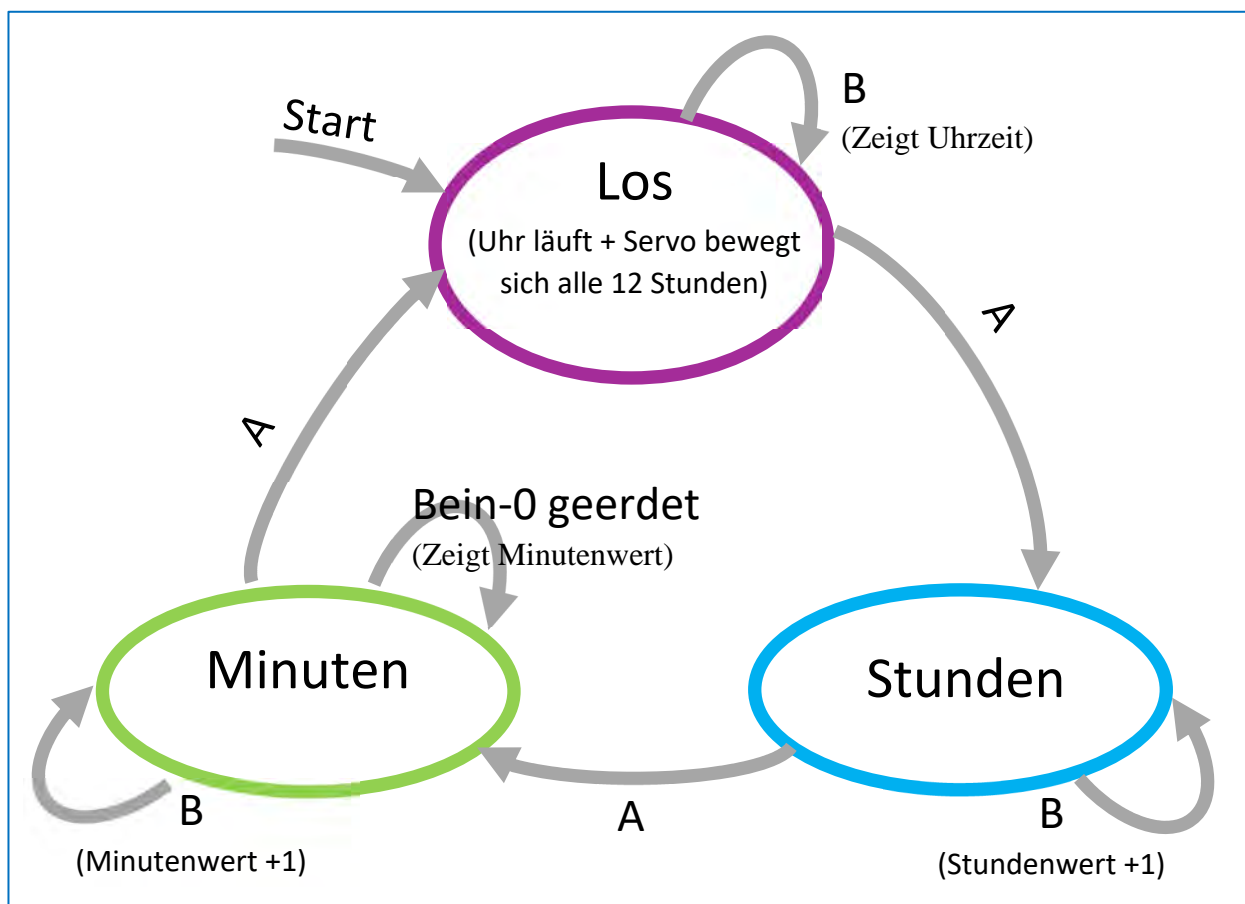 Start
B
(Zeigt Uhrzeit)
Los
(Uhr läuft + Servo bewegt
sich alle 12 Stunden)
A
A
Bein-0 geerdet
(Zeigt Minutenwert)
Minuten
Stunden
B
(Minutenwert +1)
A
B
(Stundenwert +1)